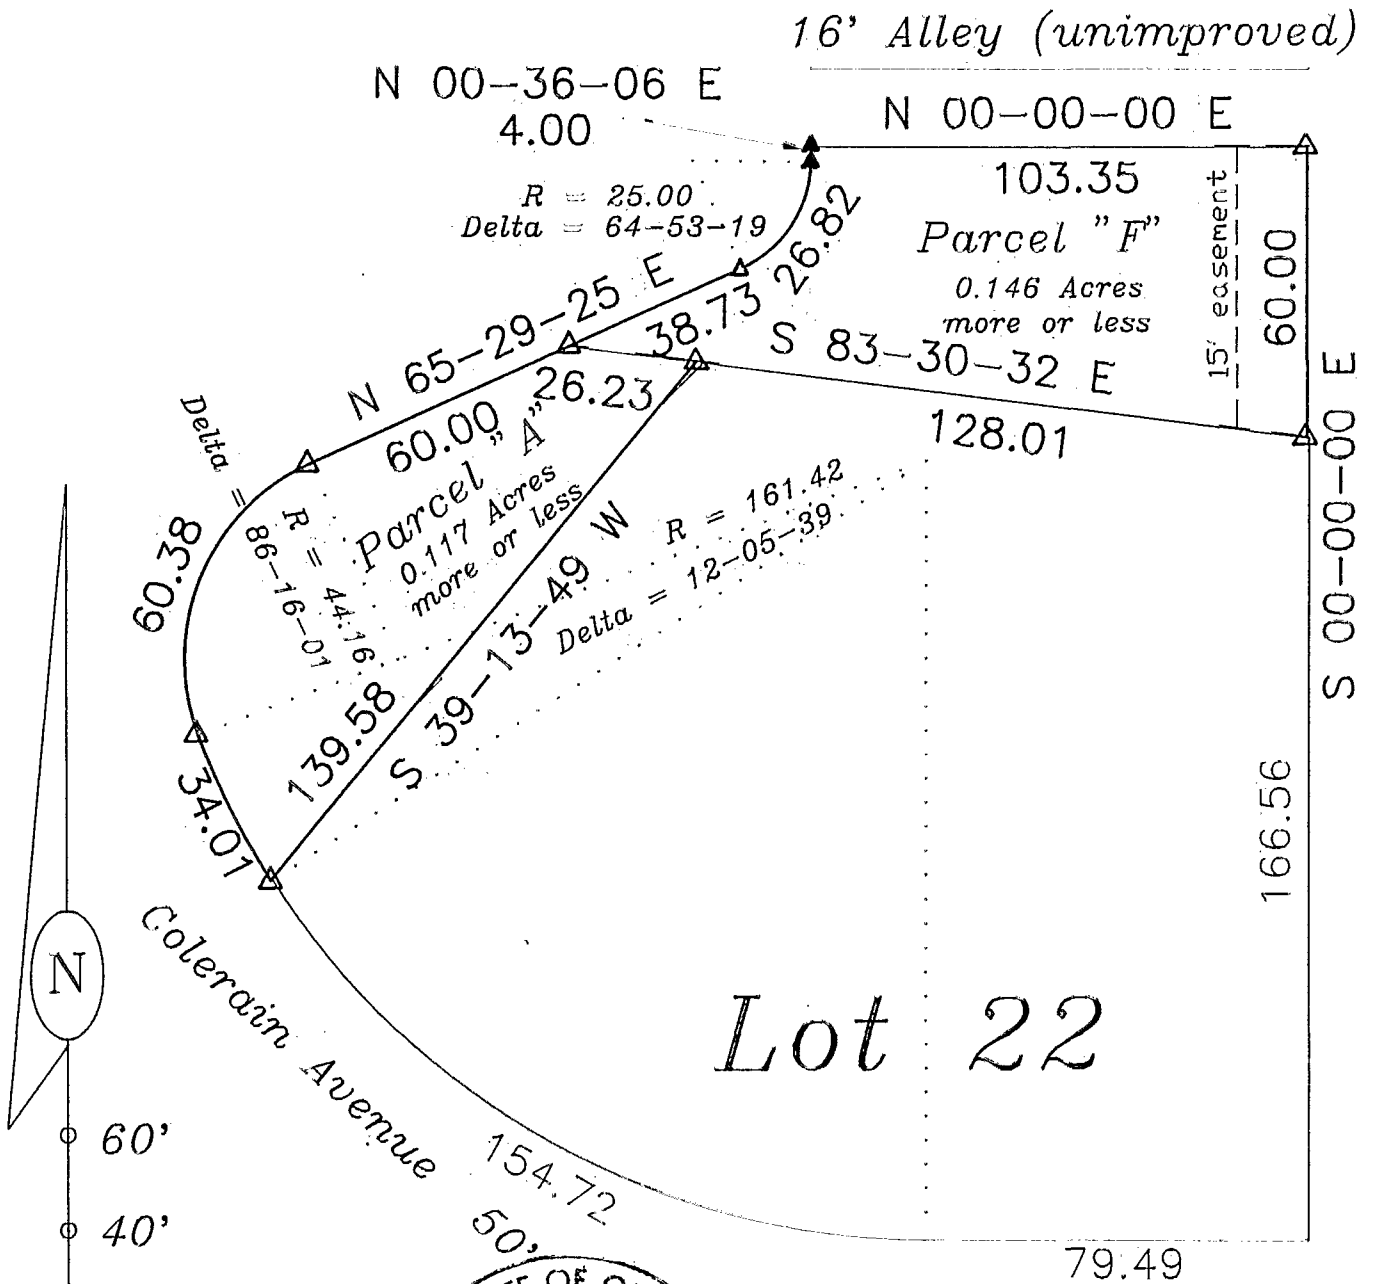 16' Alley (unimproved)
N 00-36-06 E
4.00
N 00-00-00 E
103.35
R = 25.00
Delta = 64-53-19
26.82
Parcel "F"
0.146 Acres
more or less
15' easement
60.00
N 65-29-25 E
38.73
S 83-30-32 E
128.01
26.23
60.00
Parcel "A"
0.117 Acres
more or less
Delta = 86-16-01
R = 44.16
60.38
R = 161.42
Delta = 12-05-39
S 39-13-49 W
139.58
34.01
S 00-00-00 E
166.56
Lot 22
Colerain Avenue 50'
154.72
79.49
N
60'
40'